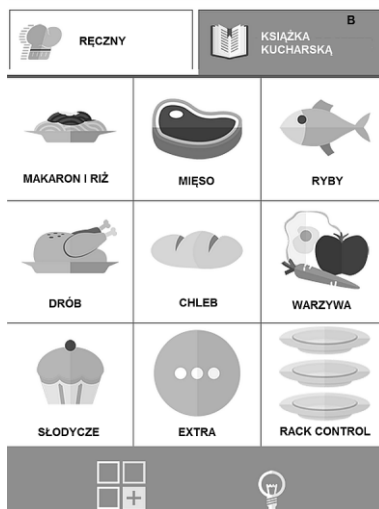 RĘCZNY
B
KSIĄŻKA
KUCHARSKĄ
MAKARON I RIŻ
MIĘSO
RYBY
DRÓB
CHLEB
WARZYWA
SŁODYCZE
EXTRA
RACK CONTROL